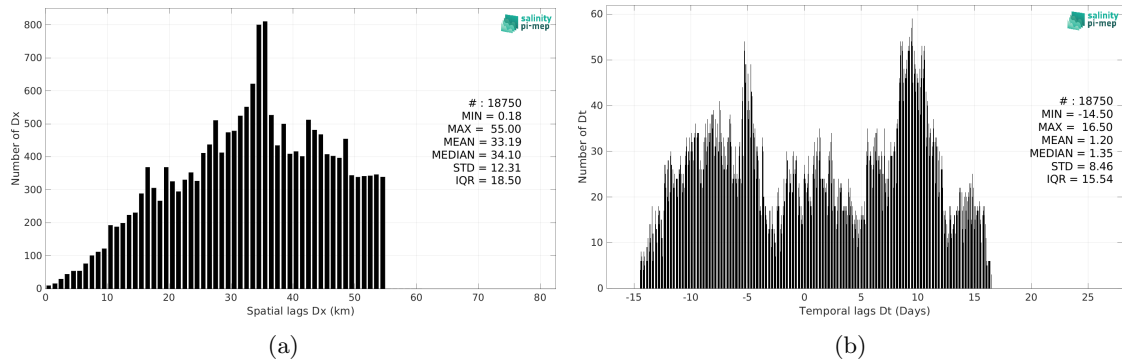 800
700
600
500
400
300
200
100
0
Number of Dx
salinity
pi-mep
# : 18750
MIN = 0.18
MAX = 55.00
MEAN = 33.19
MEDIAN = 34.10
STD = 12.31
IQR = 18.50
0 10 20 30 40 50 60 70 80
Spatial lags Dx (km)
(a)
60
50
40
30
20
10
0
Number of Dt
salinity
pi-mep
# : 18750
MIN = -14.50
MAX = 16.50
MEAN = 1.20
MEDIAN = 1.35
STD = 8.46
IQR = 15.54
-15 -10 -5 0 5 10 15 20 25
Temporal lags Dt (Days)
(b)